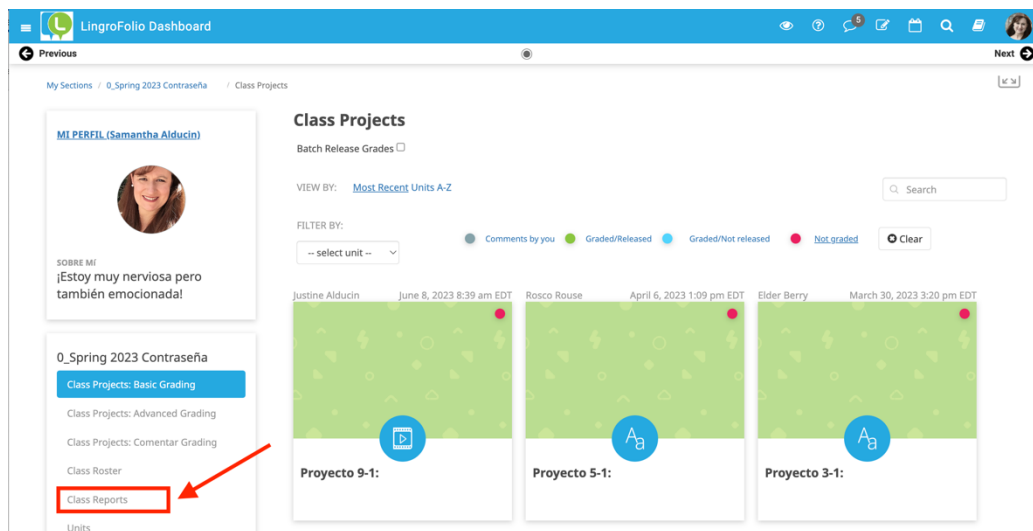 LingroFolio Dashboard
5
Previous
Next
My Sections / 0_Spring 2023 Contraseña / Class Projects
MI PERFIL (Samantha Alducin)
SOBRE MÍ
¡Estoy muy nerviosa pero
también emocionada!
0_Spring 2023 Contraseña
Class Projects: Basic Grading
Class Projects: Advanced Grading
Class Projects: Comentar Grading
Class Roster
Class Reports
Units
Class Projects
Batch Release Grades
VIEW BY: Most Recent Units A-Z
Search
FILTER BY:
-- select unit --
Comments by you Graded/Released Graded/Not released Not graded Clear
Justine Alducin June 8, 2023 8:39 am EDT
Proyecto 9-1:
Rosco Rouse April 6, 2023 1:09 pm EDT
Aa
Proyecto 5-1:
Elder Berry March 30, 2023 3:20 pm EDT
Aa
Proyecto 3-1: